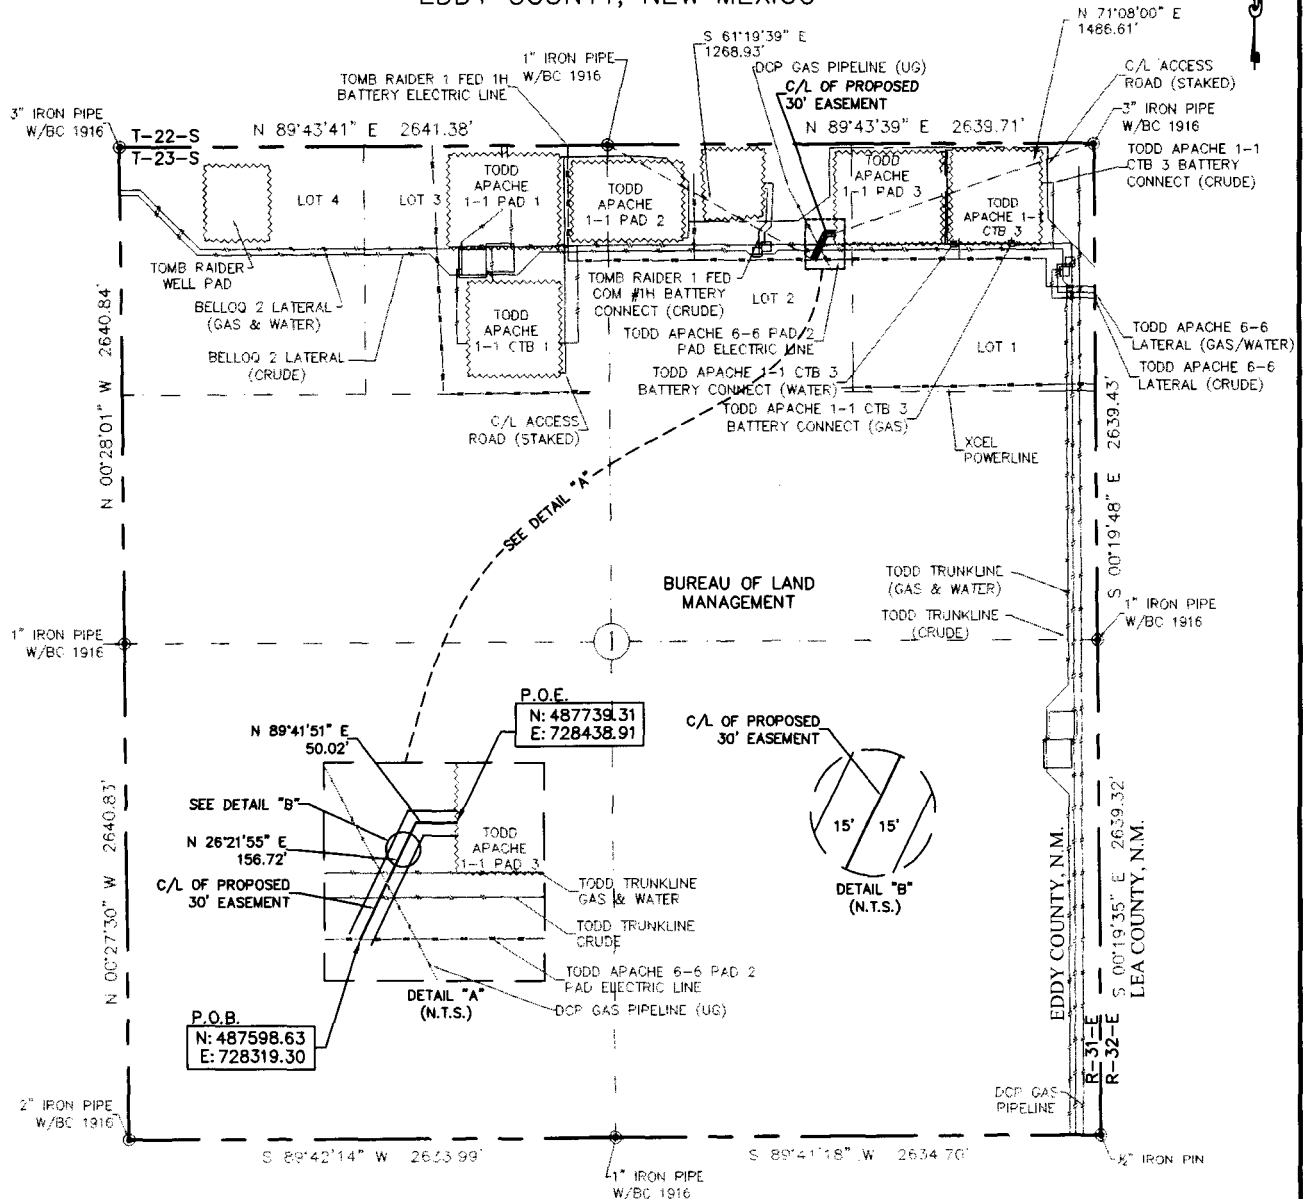 EDDY COUNTY, NEW MEXICO
N 71°08'00" E
1486.61'
S 61°19'39" E
1268.93'
1" IRON PIPE
W/BC 1916
DCP GAS PIPELINE (UG)
TOMB RAIDER 1 FED 1H
BATTERY ELECTRIC LINE
C/L OF PROPOSED
30' EASEMENT
C/L ACCESS
ROAD (STAKED)
3" IRON PIPE
W/BC 1916
T-22-S
T-23-S
N 89°43'41" E 2641.38'
N 89°43'39" E 2639.71'
3" IRON PIPE
W/BC 1916
TODD APACHE 1-1
CTB 3 BATTERY
CONNECT (CRUDE)
LOT 4
LOT 3
TODD
APACHE
1-1 PAD 1
TODD
APACHE
1-1 PAD 2
TODD
APACHE
1-1 PAD 3
TODD
APACHE 1-1
CTB 3
TOMB RAIDER
WELL PAD
BELLOQ 2 LATERAL
(GAS & WATER)
BELLOQ 2 LATERAL
(CRUDE)
TODD
APACHE
1-1 CTB 1
TOMB RAIDER 1 FED
COM #1H BATTERY
CONNECT (CRUDE)
LOT 2
TODD APACHE 6-6 PAD 2
PAD ELECTRIC LINE
LOT 1
TODD APACHE 1-1 CTB 3
BATTERY CONNECT (WATER)
TODD APACHE 1-1 CTB 3
BATTERY CONNECT (GAS)
TODD APACHE 6-6
LATERAL (GAS/WATER)
TODD APACHE 6-6
LATERAL (CRUDE)
C/L ACCESS
ROAD (STAKED)
XCEL
POWERLINE
N 00°28'01" W 2640.84'
S 00°19'48" E 2639.43'
SEE DETAIL "A"
BUREAU OF LAND
MANAGEMENT
TODD TRUNKLINE
(GAS & WATER)
TODD TRUNKLINE
(CRUDE)
1" IRON PIPE
W/BC 1916
1" IRON PIPE
W/BC 1916
P.O.E.
N: 487739.31
E: 728438.91
N 89°41'51" E
50.02'
C/L OF PROPOSED
30' EASEMENT
SEE DETAIL "B"
N 26°21'55" E
156.72'
C/L OF PROPOSED
30' EASEMENT
TODD
APACHE
1-1 PAD 3
15' 15'
DETAIL "B"
(N.T.S.)
TODD TRUNKLINE
GAS & WATER
TODD TRUNKLINE
CRUDE
TODD APACHE 6-6 PAD 2
PAD ELECTRIC LINE
DETAIL "A"
(N.T.S.)
DCP GAS PIPELINE (UG)
P.O.B.
N: 487598.63
E: 728319.30
N 00°27'30" W 2640.83'
EDDY COUNTY, N.M.
S 00°19'35" E 2639.32'
LEA COUNTY, N.M.
R-31-E
R-32-E
DCP GAS
PIPELINE
2" IRON PIPE
W/BC 1916
S 89°42'14" W 2633.99'
S 89°41'18" W 2634.70'
1" IRON PIPE
W/BC 1916
½" IRON PIN